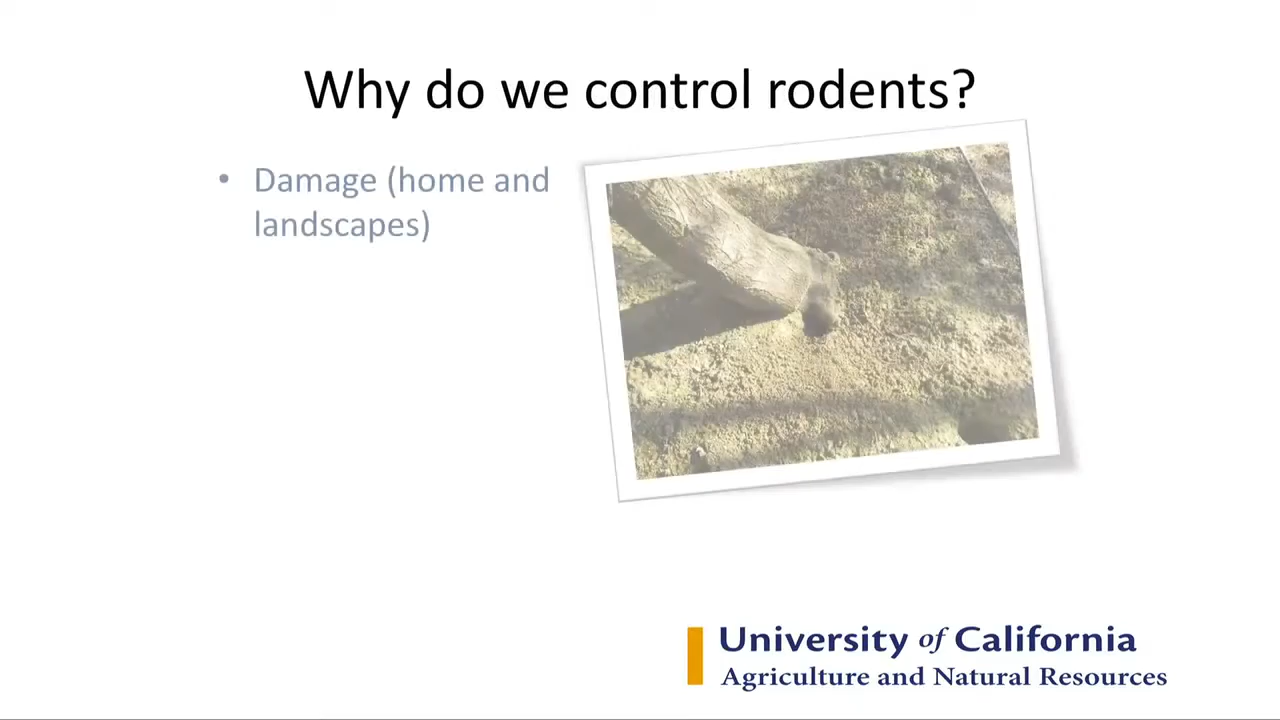 Why do we control rodents?
• Damage (home and
landscapes)
University of California
Agriculture and Natural Resources